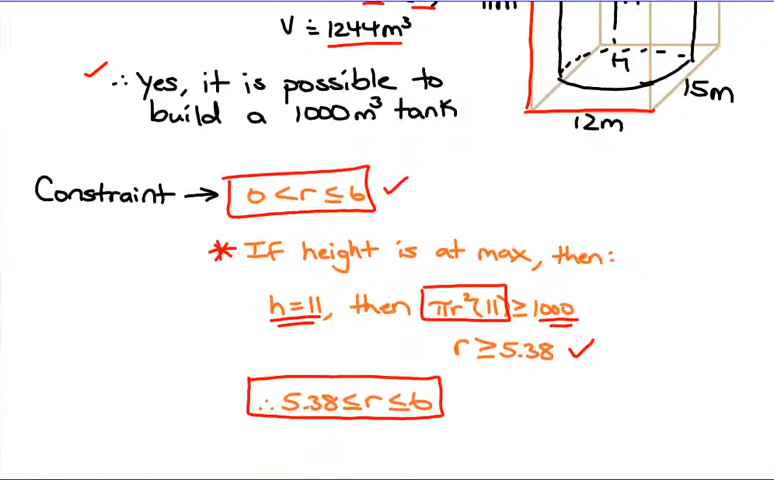 V ≐ 1244m³
∴ Yes, it is possible to
build a 1000m³ tank
15m
12m
Constraint → 0 < r ≤ 6
* If height is at max, then:
h=11, then πr²(11) ≥ 1000
r ≥ 5.38
∴ 5.38 ≤ r ≤ 6